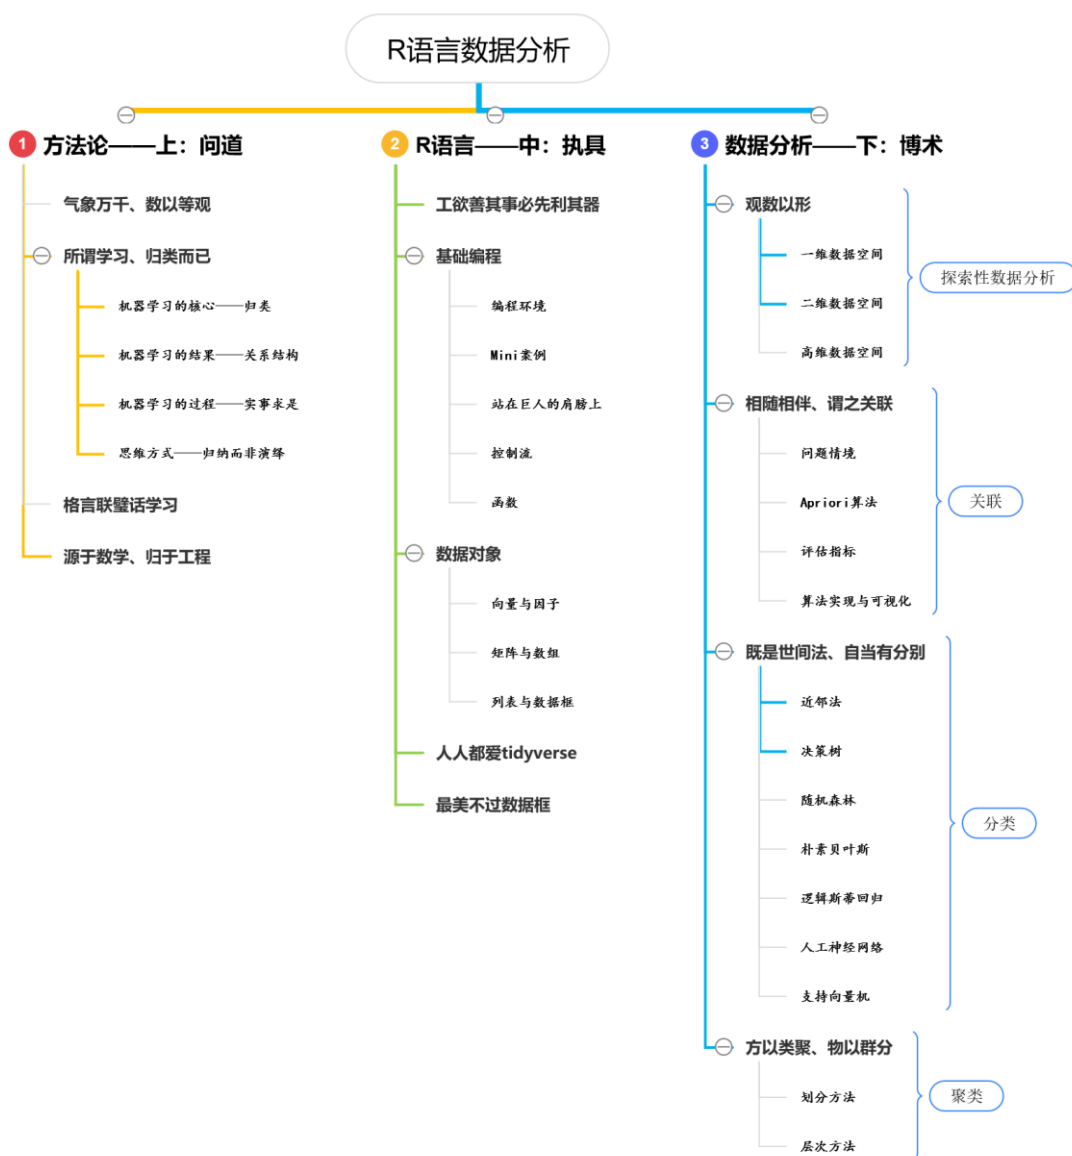 R语言数据分析
1 方法论——上：问道
气象万千、数以等观
所谓学习、归类而已
机器学习的核心——归类
机器学习的结果——关系结构
机器学习的过程——实事求是
思维方式——归纳而非演绎
格言联璧话学习
源于数学、归于工程
2 R语言——中：执具
工欲善其事必先利其器
基础编程
编程环境
Mini案例
站在巨人的肩膀上
控制流
函数
数据对象
向量与因子
矩阵与数组
列表与数据框
人人都爱tidyverse
最美不过数据框
3 数据分析——下：博术
观数以形
一维数据空间
二维数据空间
高维数据空间
探索性数据分析
相随相伴、谓之关联
问题情境
Apriori算法
评估指标
算法实现与可视化
关联
既是世间法、自当有分别
近邻法
决策树
随机森林
朴素贝叶斯
逻辑斯蒂回归
人工神经网络
支持向量机
分类
方以类聚、物以群分
划分方法
层次方法
聚类